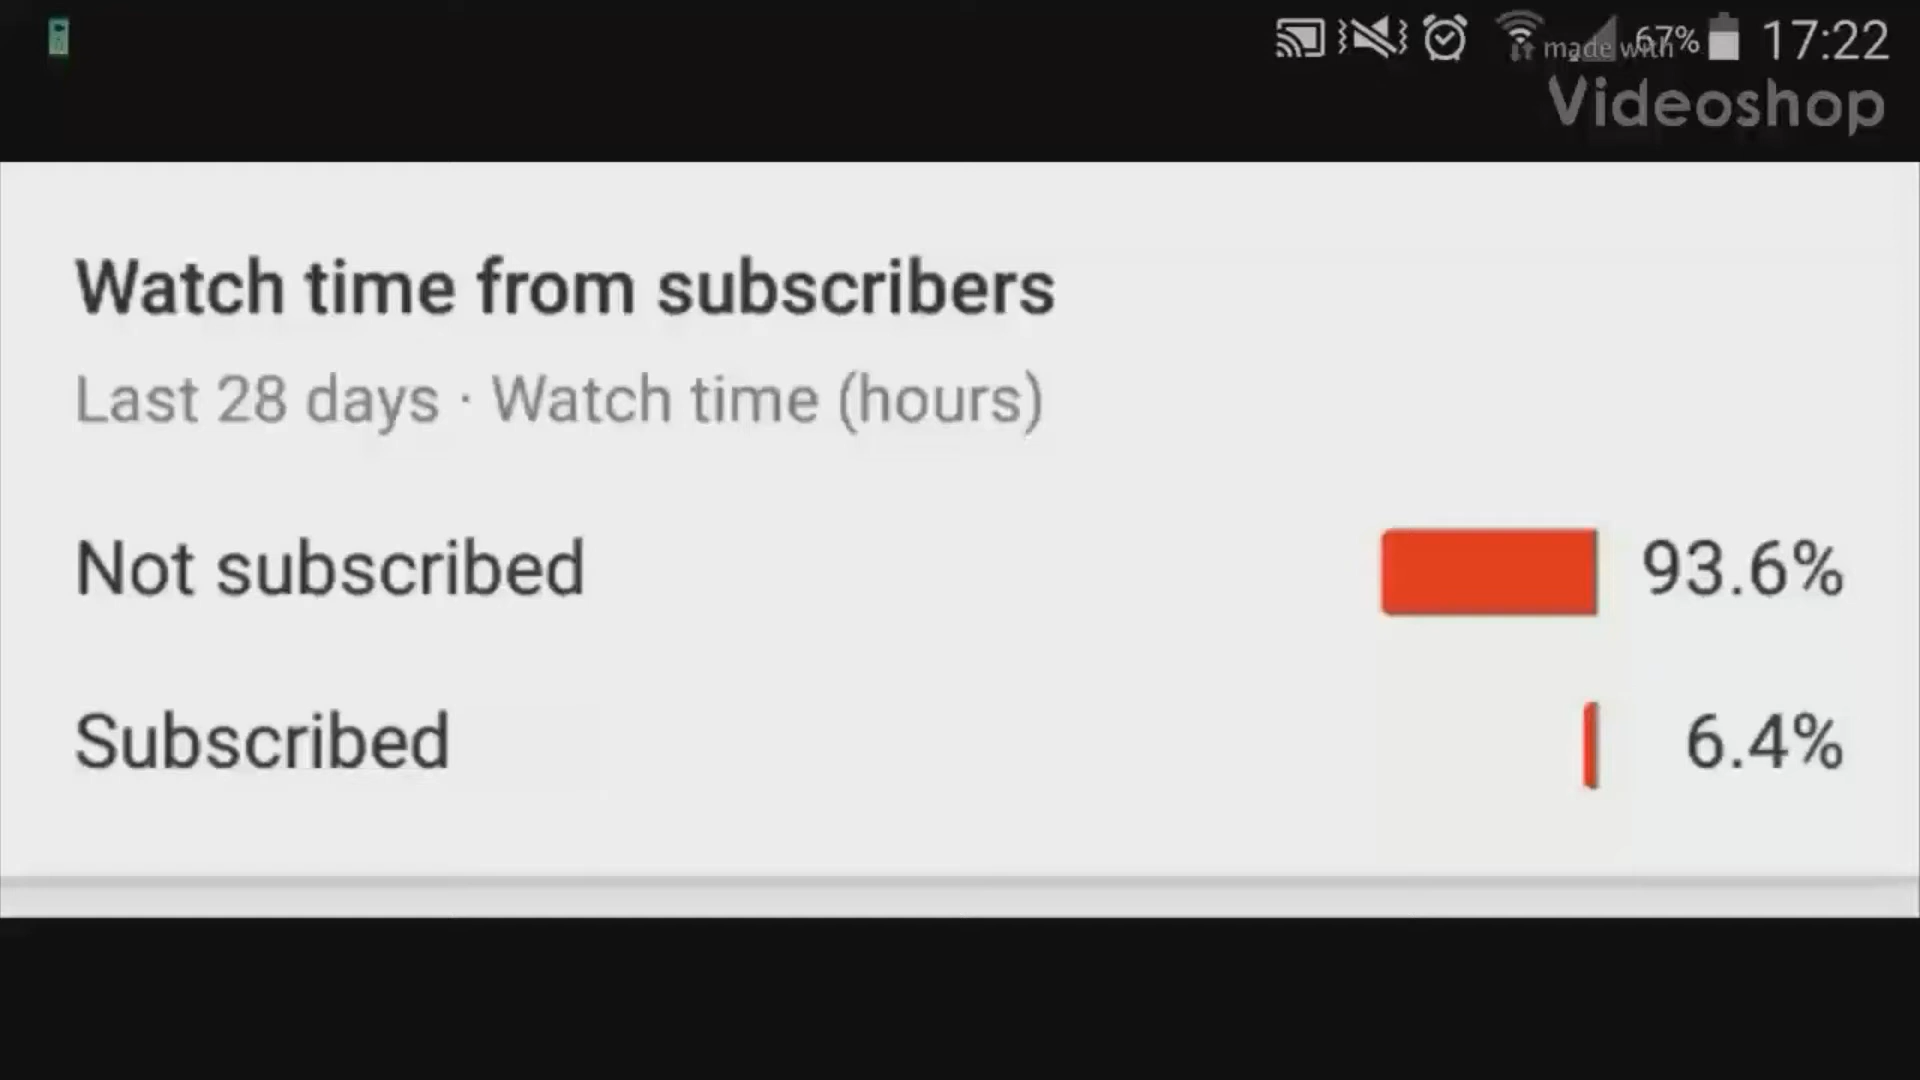 made with 67% 17:22
Videoshop
Watch time from subscribers
Last 28 days · Watch time (hours)
Not subscribed 93.6%
Subscribed 6.4%